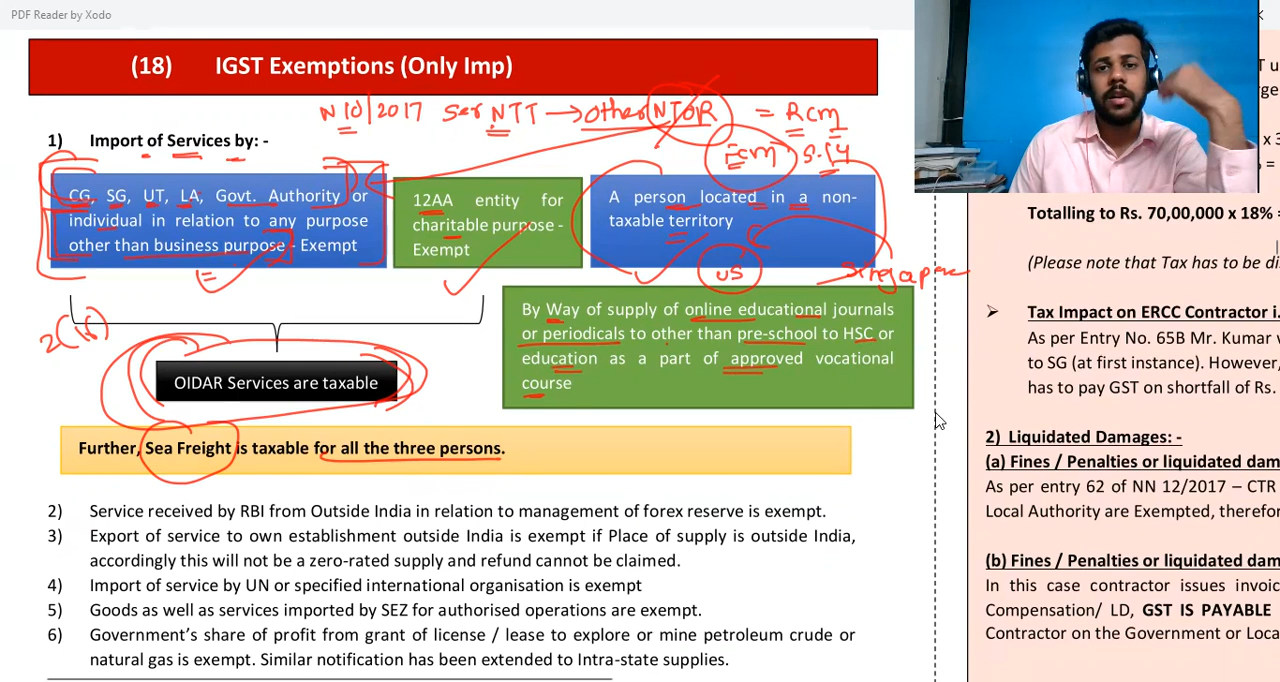 PDF Reader by Xodo
(18) IGST Exemptions (Only Imp)
N 10/2017 Ser NTT → Other NTOR = RCM
FCM S.14
1) Import of Services by: -
CG, SG, UT, LA, Govt. Authority or
individual in relation to any purpose
other than business purpose - Exempt
12AA entity for
charitable purpose -
Exempt
A person located in a non-
taxable territory
US
Singapore
2(16)
OIDAR Services are taxable
By Way of supply of online educational journals
or periodicals to other than pre-school to HSC or
education as a part of approved vocational
course
Further, Sea Freight is taxable for all the three persons.
2) Service received by RBI from Outside India in relation to management of forex reserve is exempt.
3) Export of service to own establishment outside India is exempt if Place of supply is outside India,
accordingly this will not be a zero-rated supply and refund cannot be claimed.
4) Import of service by UN or specified international organisation is exempt
5) Goods as well as services imported by SEZ for authorised operations are exempt.
6) Government's share of profit from grant of license / lease to explore or mine petroleum crude or
natural gas is exempt. Similar notification has been extended to Intra-state supplies.
Totalling to Rs. 70,00,000 x 18%
(Please note that Tax has to be
Tax Impact on ERCC Contractor i.
As per Entry No. 65B Mr. Kumar
to SG (at first instance). However,
has to pay GST on shortfall of Rs.
2) Liquidated Damages: -
(a) Fines / Penalties or liquidated
As per entry 62 of NN 12/2017 – CTR
Local Authority are Exempted,
(b) Fines / Penalties or liquidated
In this case contractor issues
Compensation/ LD, GST IS PAYABLE
Contractor on the Government or